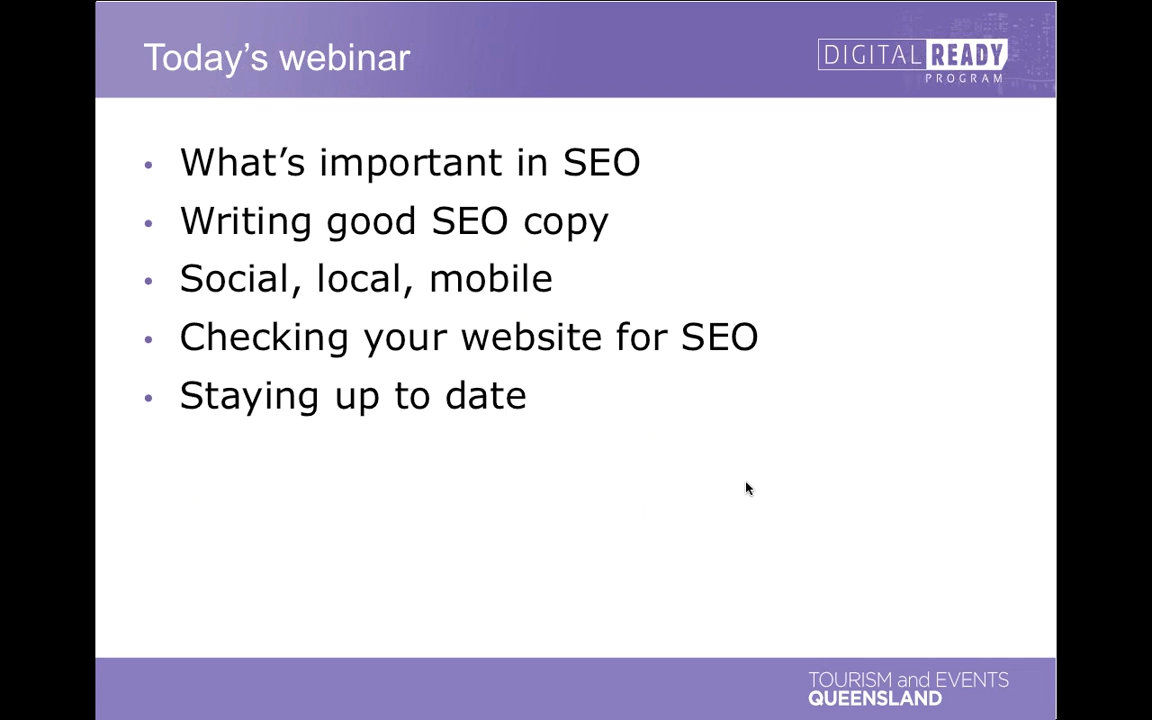 Today’s webinar
DIGITAL READY
PROGRAM
• What’s important in SEO
• Writing good SEO copy
• Social, local, mobile
• Checking your website for SEO
• Staying up to date
TOURISM and EVENTS
QUEENSLAND